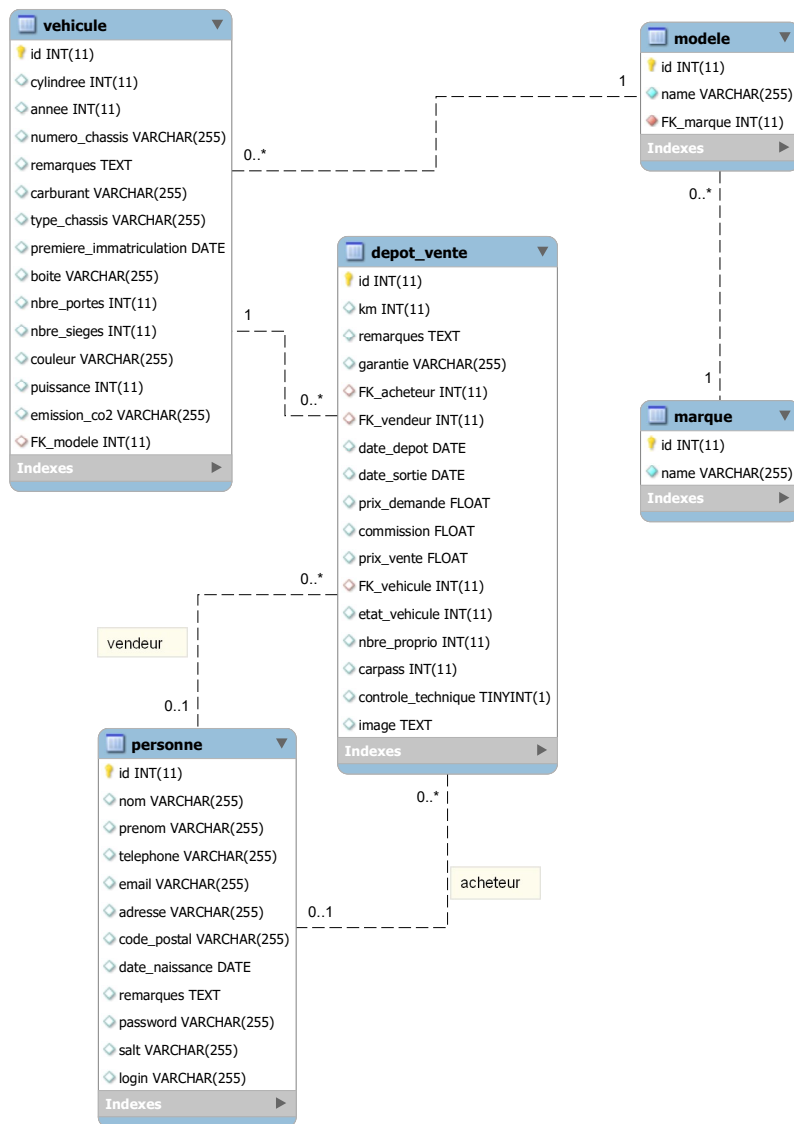 vehicule
id INT(11)
cylindree INT(11)
annee INT(11)
numero_chassis VARCHAR(255)
remarques TEXT
carburant VARCHAR(255)
type_chassis VARCHAR(255)
premiere_immatriculation DATE
boite VARCHAR(255)
nbre_portes INT(11)
nbre_sieges INT(11)
couleur VARCHAR(255)
puissance INT(11)
emission_co2 VARCHAR(255)
FK_modele INT(11)
Indexes
0..*
1
modele
id INT(11)
name VARCHAR(255)
FK_marque INT(11)
Indexes
0..*
1
marque
id INT(11)
name VARCHAR(255)
Indexes
1
0..*
depot_vente
id INT(11)
km INT(11)
remarques TEXT
garantie VARCHAR(255)
FK_acheteur INT(11)
FK_vendeur INT(11)
date_depot DATE
date_sortie DATE
prix_demande FLOAT
commission FLOAT
prix_vente FLOAT
FK_vehicule INT(11)
etat_vehicule INT(11)
nbre_proprio INT(11)
carpass INT(11)
controle_technique TINYINT(1)
image TEXT
Indexes
0..*
vendeur
0..1
0..*
acheteur
0..1
personne
id INT(11)
nom VARCHAR(255)
prenom VARCHAR(255)
telephone VARCHAR(255)
email VARCHAR(255)
adresse VARCHAR(255)
code_postal VARCHAR(255)
date_naissance DATE
remarques TEXT
password VARCHAR(255)
salt VARCHAR(255)
login VARCHAR(255)
Indexes